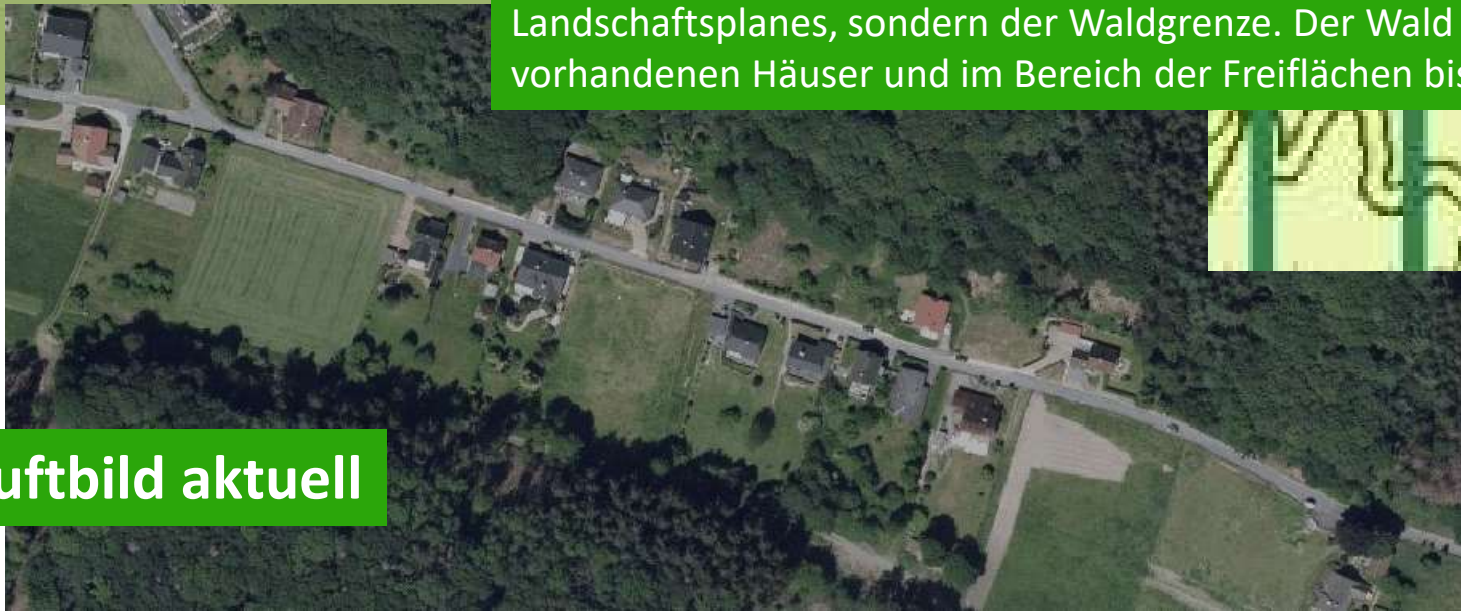 Landschaftsplanes, sondern der Waldgrenze. Der Wald
vorhandenen Häuser und im Bereich der Freiflächen bis
uftbild aktuell